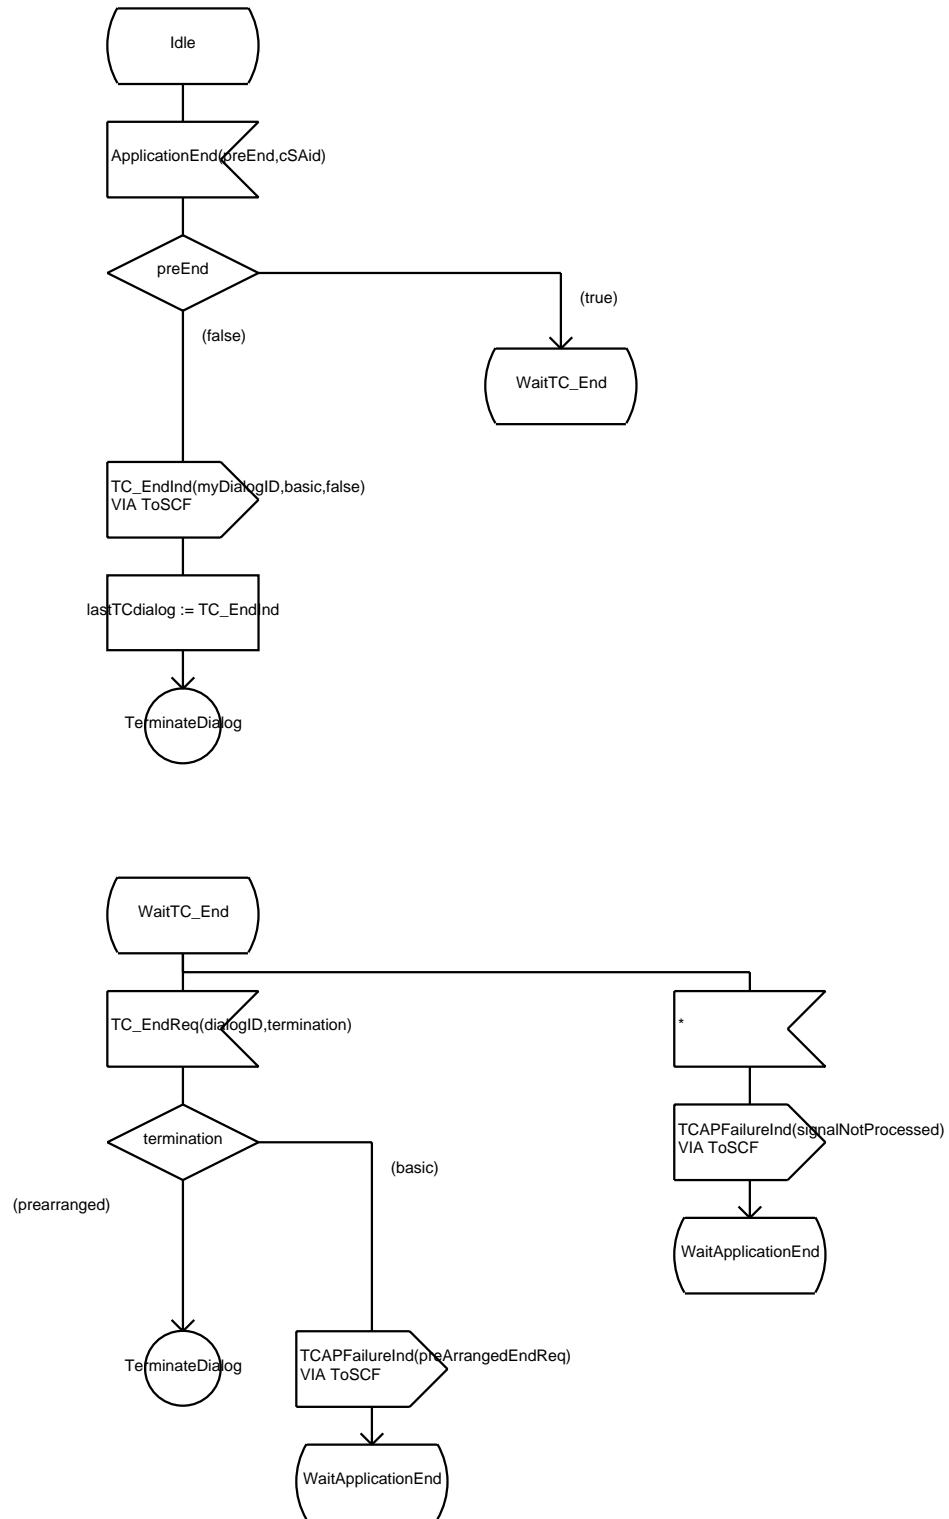 Idle
ApplicationEnd(preEnd,cSAid)
preEnd
(true)
(false)
WaitTC_End
TC_EndInd(myDialogID,basic,false)
VIA ToSCF
lastTCdialog := TC_EndInd
TerminateDialog
WaitTC_End
TC_EndReq(dialogID,termination)
*
termination
TCAPFailureInd(signalNotProcessed)
VIA ToSCF
(basic)
(prearranged)
WaitApplicationEnd
TerminateDialog
TCAPFailureInd(preArrangedEndReq)
VIA ToSCF
WaitApplicationEnd